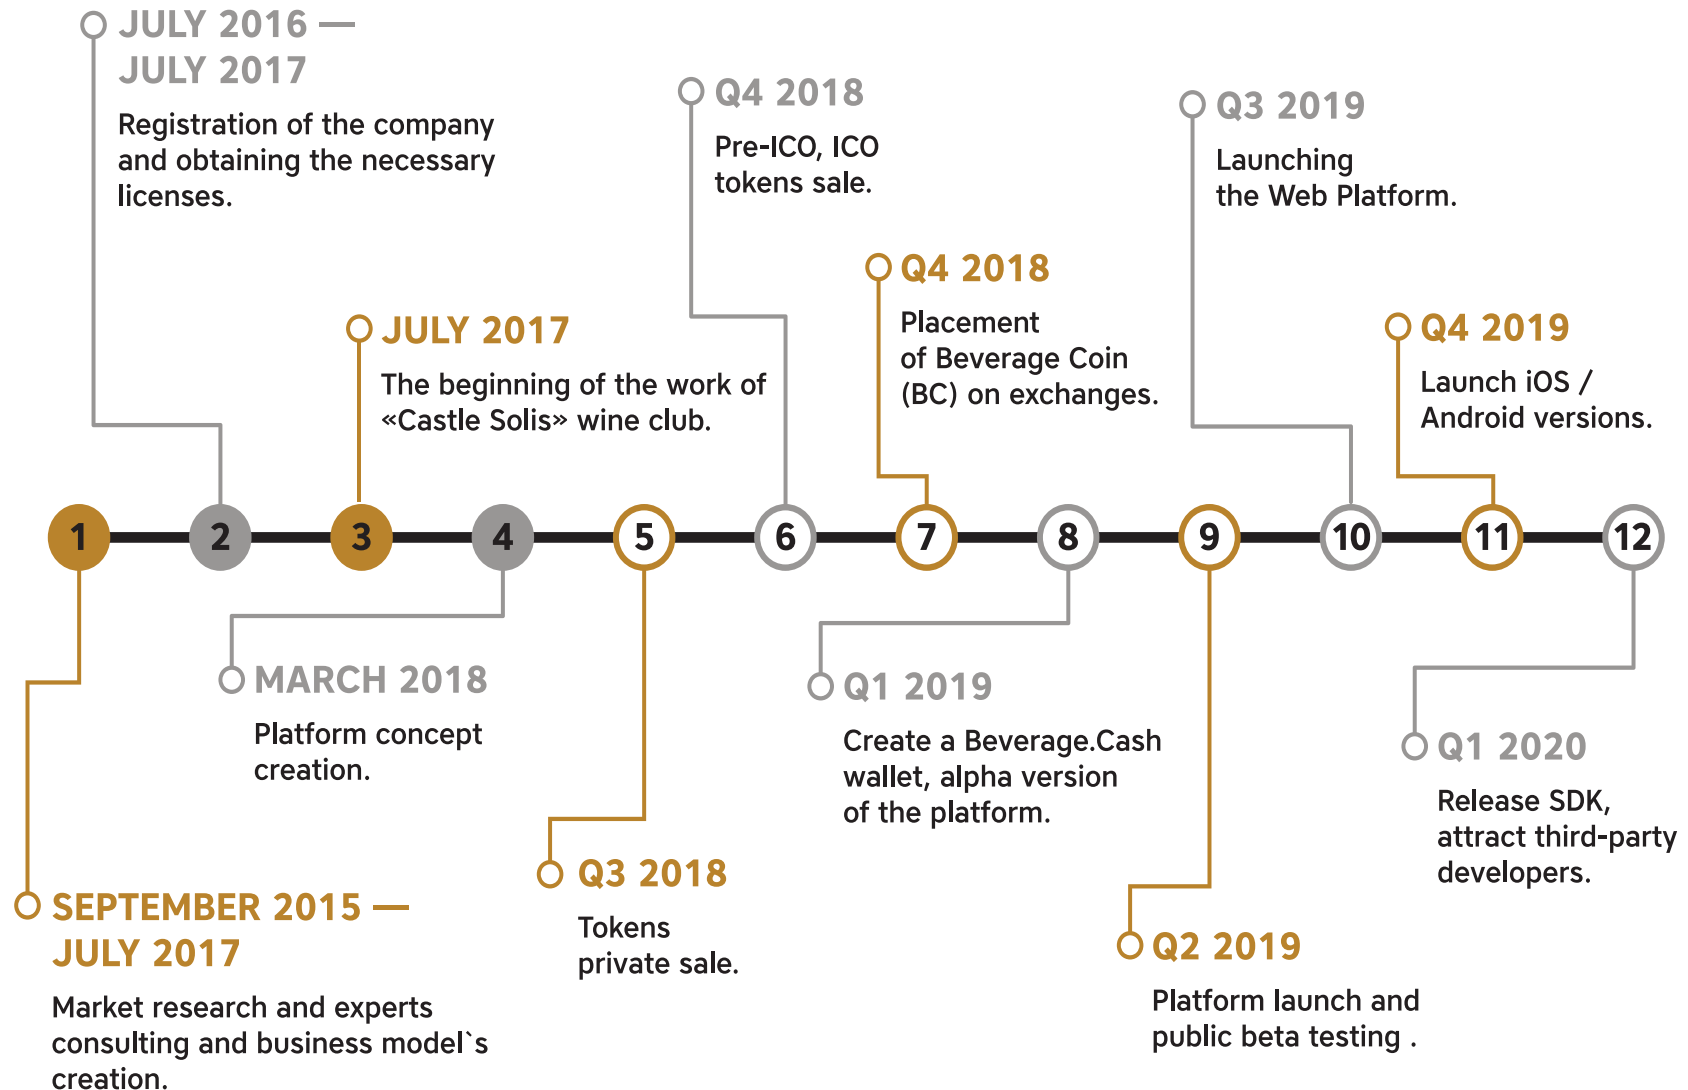 JULY 2016 —
JULY 2017
Registration of the company
and obtaining the necessary
licenses.
Q4 2018
Pre-ICO, ICO
tokens sale.
Q3 2019
Launching
the Web Platform.
JULY 2017
The beginning of the work of
«Castle Solis» wine club.
Q4 2018
Placement
of Beverage Coin
(BC) on exchanges.
Q4 2019
Launch iOS /
Android versions.
1 2 3 4 5 6 7 8 9 10 11 12
MARCH 2018
Platform concept
creation.
Q1 2019
Create a Beverage.Cash
wallet, alpha version
of the platform.
Q1 2020
Release SDK,
attract third-party
developers.
SEPTEMBER 2015 —
JULY 2017
Market research and experts
consulting and business model`s
creation.
Q3 2018
Tokens
private sale.
Q2 2019
Platform launch and
public beta testing .